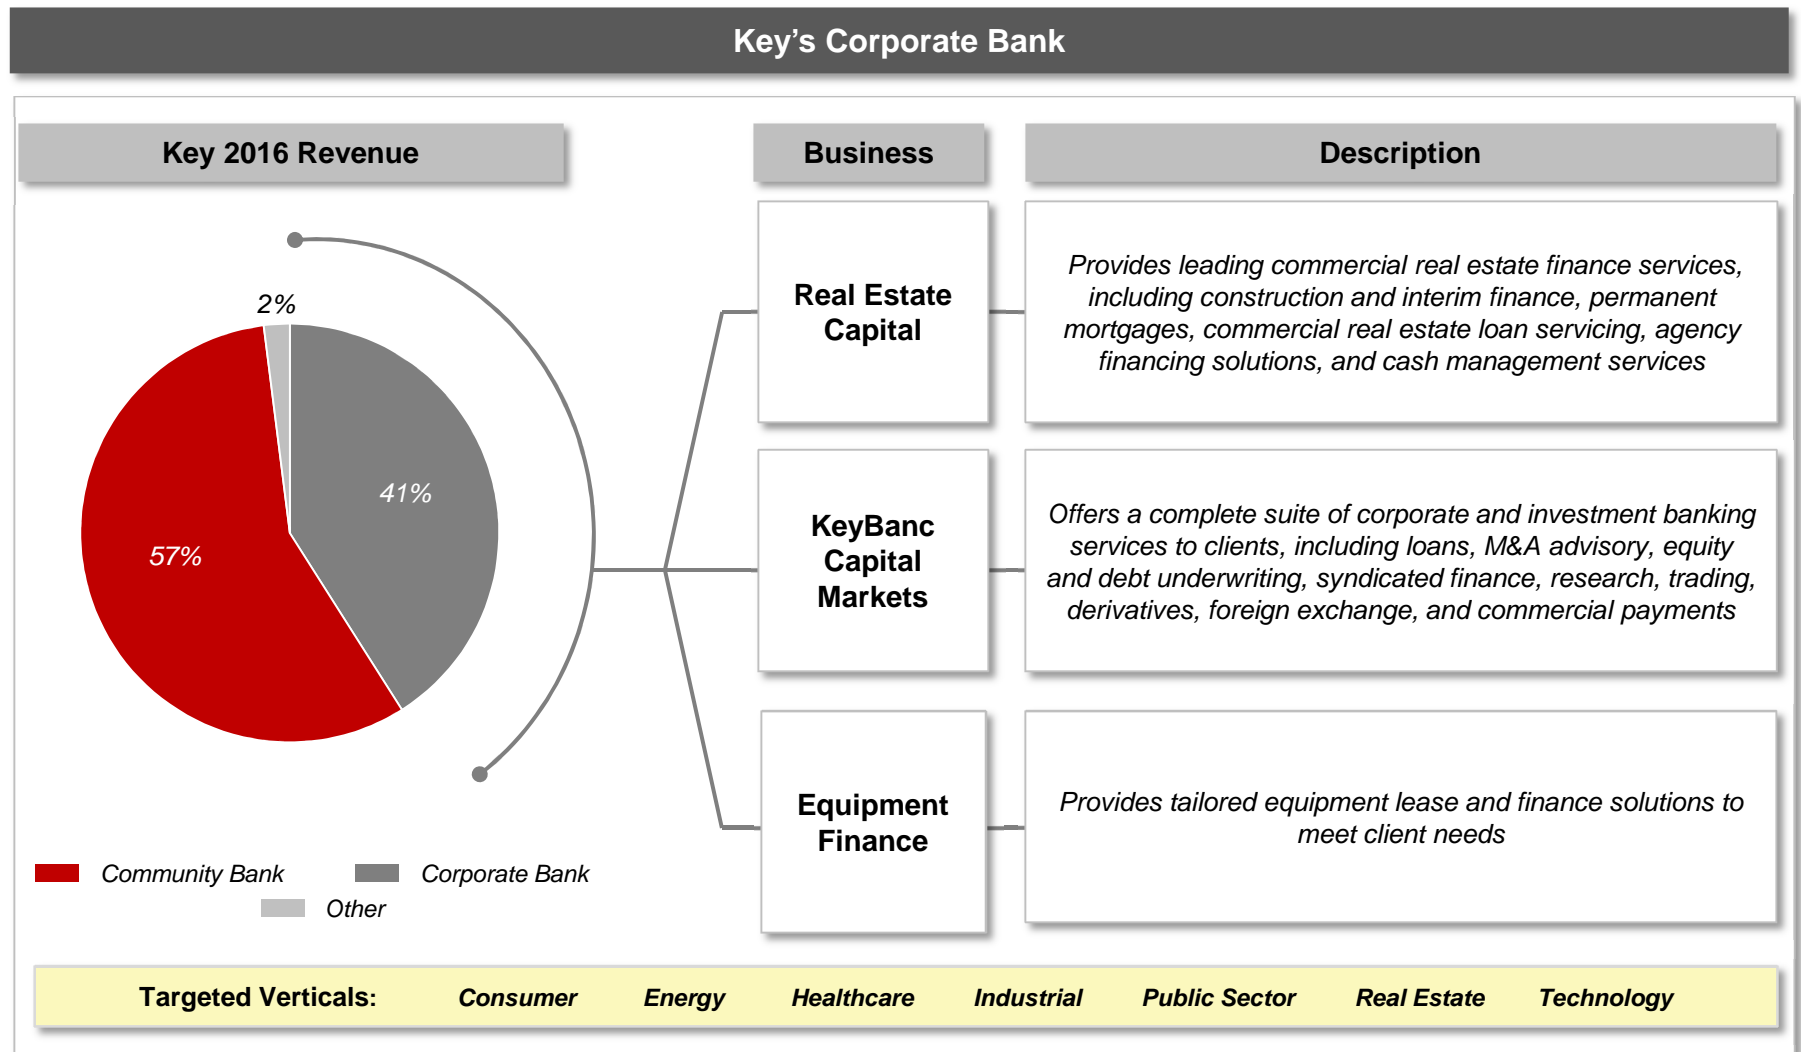 Key’s Corporate Bank
Key 2016 Revenue
2%
41%
57%
Community Bank
Corporate Bank
Other
Business
Description
Real Estate
Capital
Provides leading commercial real estate finance services,
including construction and interim finance, permanent
mortgages, commercial real estate loan servicing, agency
financing solutions, and cash management services
KeyBanc
Capital
Markets
Offers a complete suite of corporate and investment banking
services to clients, including loans, M&A advisory, equity
and debt underwriting, syndicated finance, research, trading,
derivatives, foreign exchange, and commercial payments
Equipment
Finance
Provides tailored equipment lease and finance solutions to
meet client needs
Targeted Verticals: Consumer Energy Healthcare Industrial Public Sector Real Estate Technology